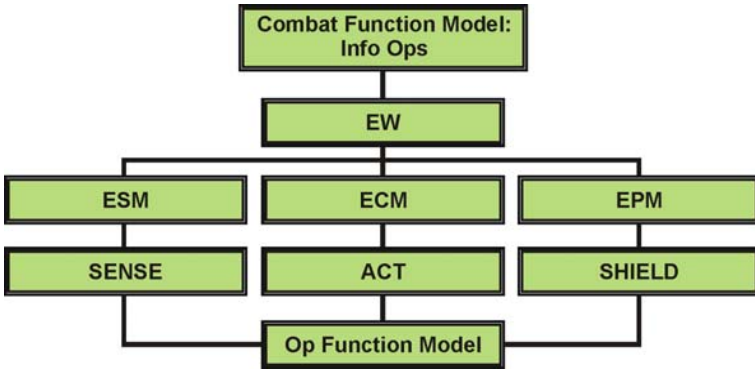 Combat Function Model:
Info Ops
EW
ESM
ECM
EPM
SENSE
ACT
SHIELD
Op Function Model